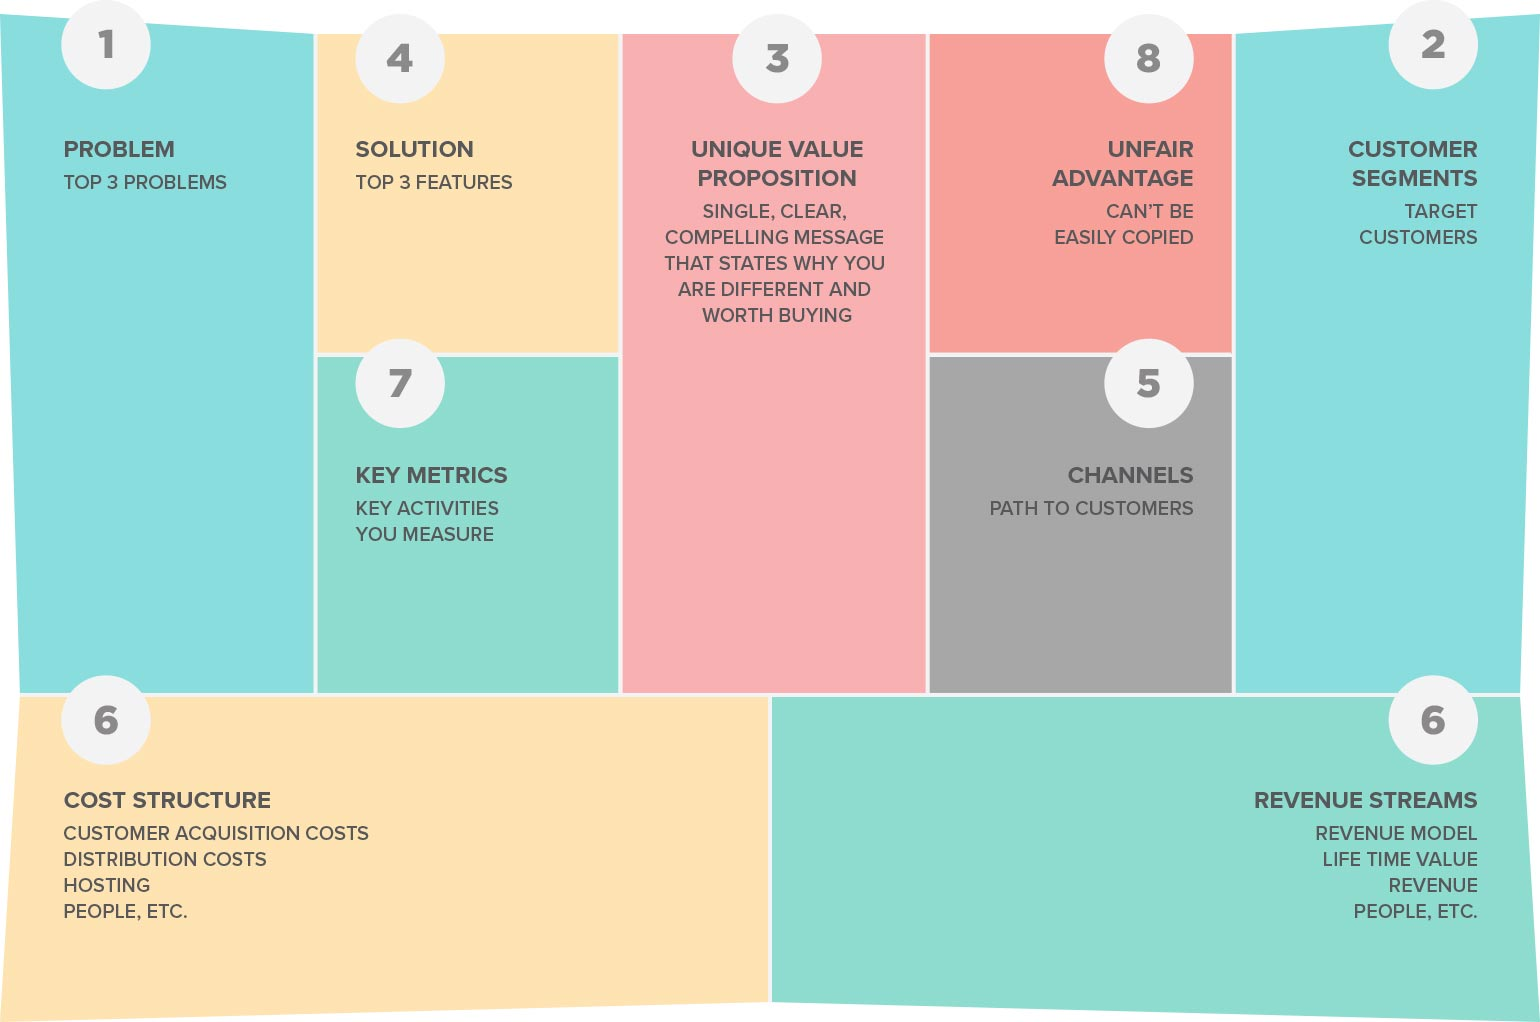 1
PROBLEM
TOP 3 PROBLEMS
4
SOLUTION
TOP 3 FEATURES
7
KEY METRICS
KEY ACTIVITIES
YOU MEASURE
3
UNIQUE VALUE
PROPOSITION
SINGLE, CLEAR,
COMPELLING MESSAGE
THAT STATES WHY YOU
ARE DIFFERENT AND
WORTH BUYING
8
UNFAIR
ADVANTAGE
CAN'T BE
EASILY COPIED
5
CHANNELS
PATH TO CUSTOMERS
2
CUSTOMER
SEGMENTS
TARGET
CUSTOMERS
6
COST STRUCTURE
CUSTOMER ACQUISITION COSTS
DISTRIBUTION COSTS
HOSTING
PEOPLE, ETC.
6
REVENUE STREAMS
REVENUE MODEL
LIFE TIME VALUE
REVENUE
PEOPLE, ETC.